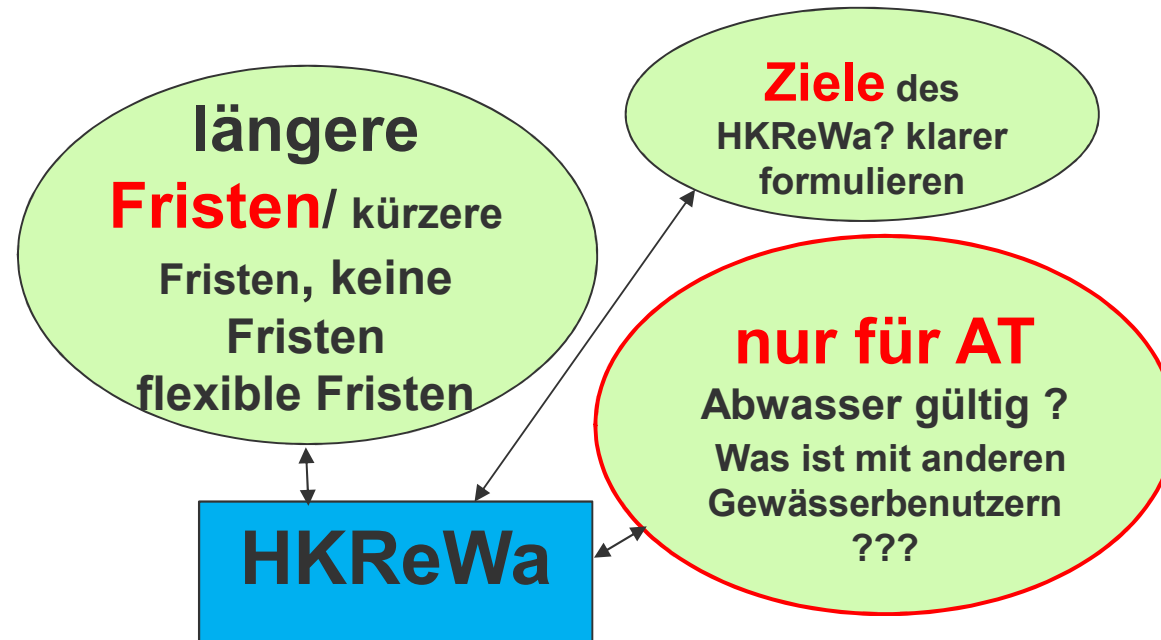 längere
Fristen/ kürzere
Fristen, keine
Fristen
flexible Fristen
Ziele des
HKReWa? klarer
formulieren
nur für AT
Abwasser gültig ?
Was ist mit anderen
Gewässerbenutzern
???
HKReWa